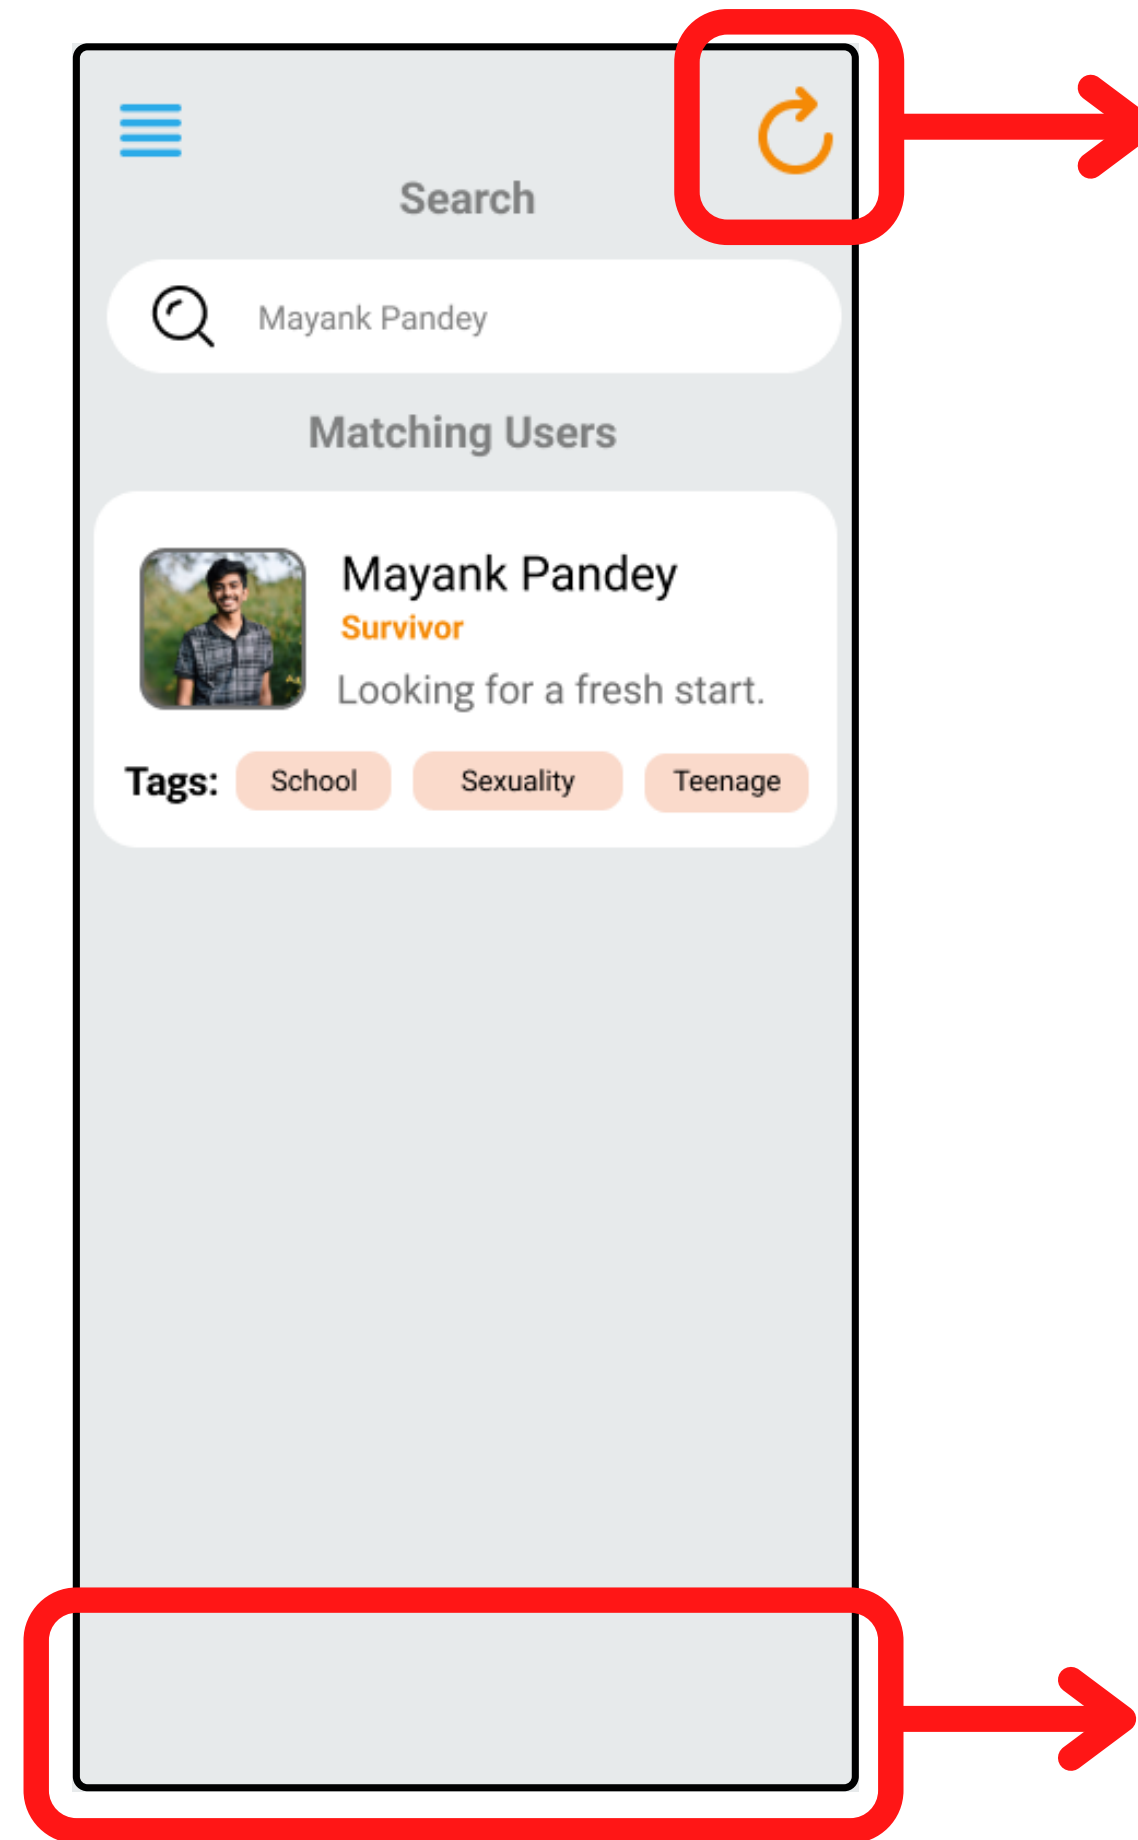 Search
Mayank Pandey
Matching Users
Mayank Pandey
Survivor
Looking for a fresh start.
Tags: School Sexuality Teenage